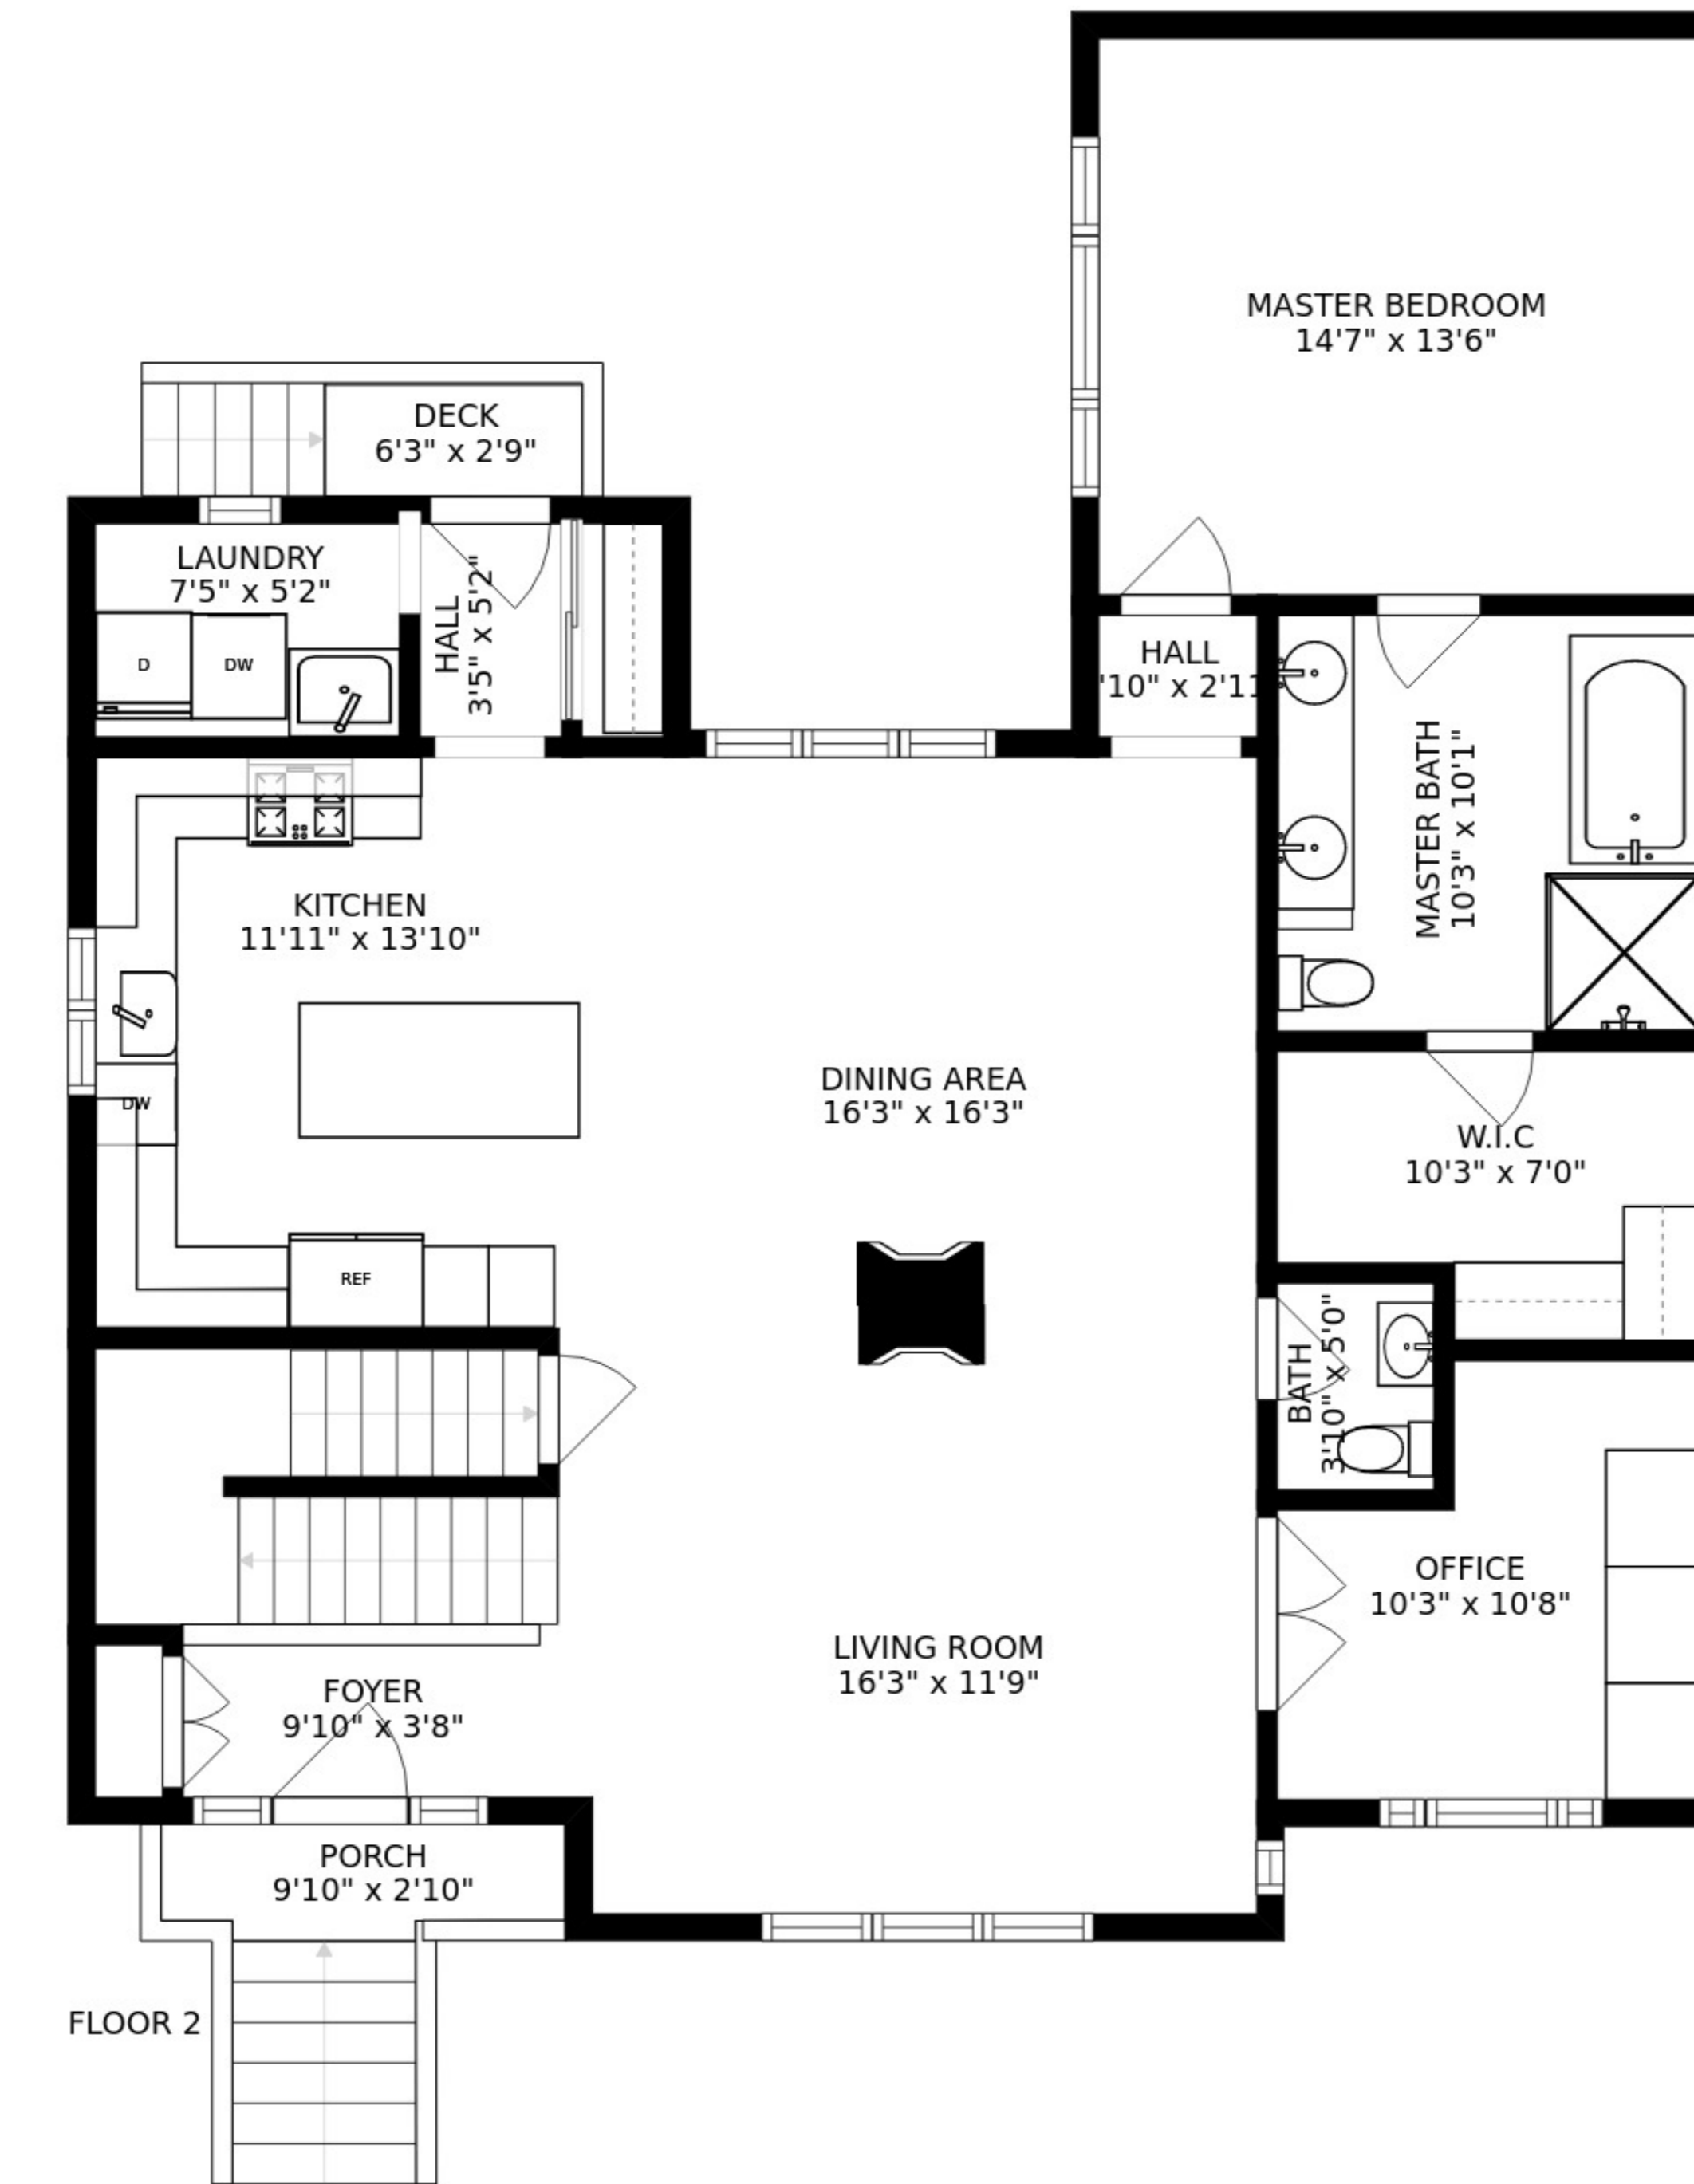 MASTER BEDROOM
14'7" x 13'6"
DECK
6'3" x 2'9"
LAUNDRY
7'5" x 5'2"
D
DW
HALL
3'5" x 5'2"
HALL
'10" x 2'11
MASTER BATH
10'3" x 10'1"
KITCHEN
11'11" x 13'10"
DW
DINING AREA
16'3" x 16'3"
W.I.C
10'3" x 7'0"
REF
BATH
3'10" x 5'0"
OFFICE
10'3" x 10'8"
LIVING ROOM
16'3" x 11'9"
FOYER
9'10" x 3'8"
PORCH
9'10" x 2'10"
FLOOR 2